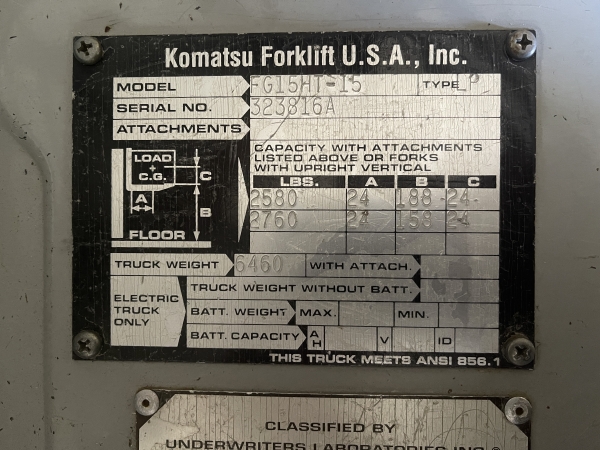 Komatsu Forklift U.S.A., Inc.
MODEL FG15HT-15 TYPE LP
SERIAL NO. 323816A
ATTACHMENTS
CAPACITY WITH ATTACHMENTS
LISTED ABOVE OR FORKS
WITH UPRIGHT VERTICAL
LOAD
+
C.G.
C
A
B
FLOOR
LBS. A B C
2580 24 188 24
2760 24 24
TRUCK WEIGHT 6460 WITH ATTACH.
ELECTRIC
TRUCK
ONLY
TRUCK WEIGHT WITHOUT BATT.
BATT. WEIGHT MAX. MIN.
BATT. CAPACITY AH V ID
THIS TRUCK MEETS ANSI B56.1
CLASSIFIED BY
UNDERWRITERS LABORATORIES INC.®